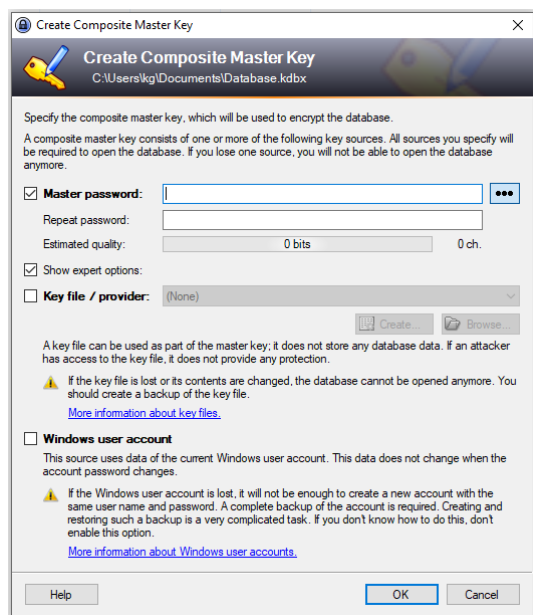 Create Composite Master Key
Create Composite Master Key
C:\Users\kg\Documents\Database.kdbx
Specify the composite master key, which will be used to encrypt the database.
A composite master key consists of one or more of the following key sources. All sources you specify will
be required to open the database. If you lose one source, you will not be able to open the database
anymore.
Master password:
Repeat password:
Estimated quality: 0 bits 0 ch.
Show expert options:
Key file / provider: (None)
Create... Browse...
A key file can be used as part of the master key; it does not store any database data. If an attacker
has access to the key file, it does not provide any protection.
If the key file is lost or its contents are changed, the database cannot be opened anymore. You
should create a backup of the key file.
More information about key files.
Windows user account
This source uses data of the current Windows user account. This data does not change when the
account password changes.
If the Windows user account is lost, it will not be enough to create a new account with the
same user name and password. A complete backup of the account is required. Creating and
restoring such a backup is a very complicated task. If you don't know how to do this, don't
enable this option.
More information about Windows user accounts.
Help OK Cancel